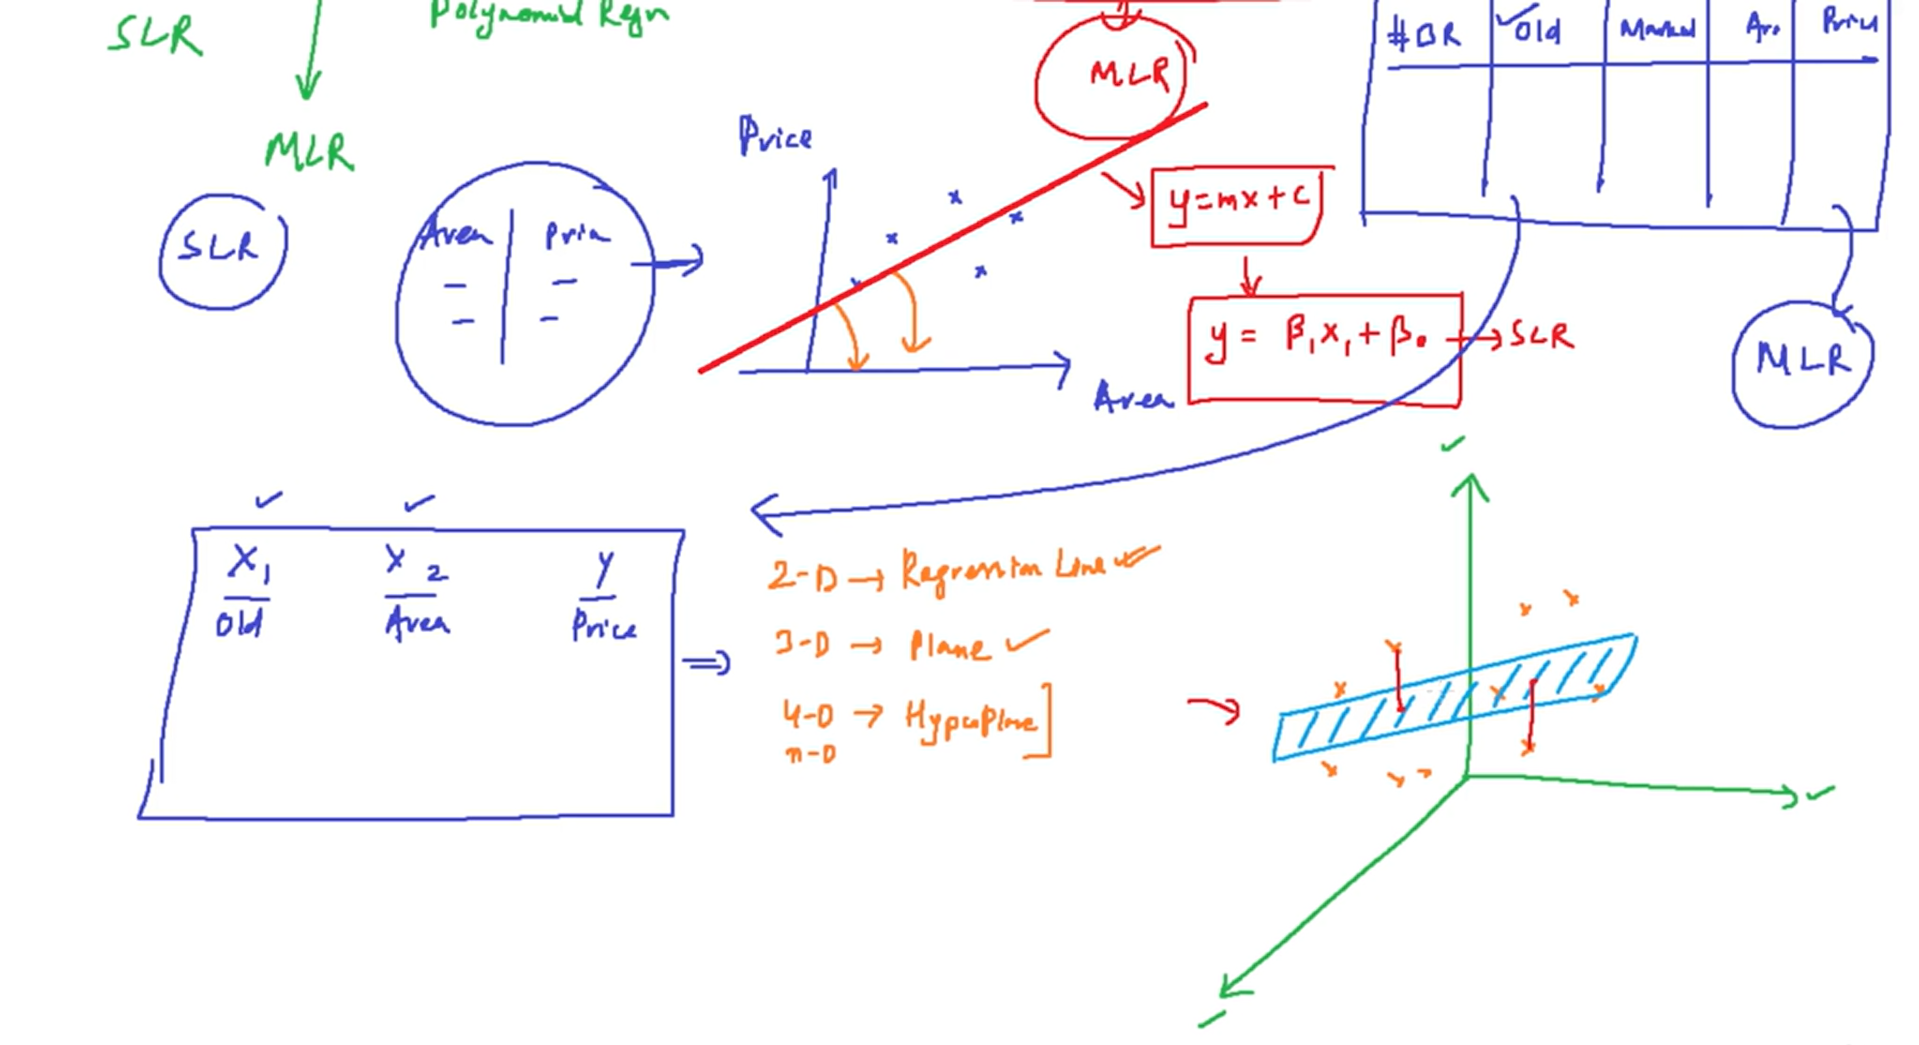 SLR
Polynomial Regn
MLR
MLR
#BR Old Market Area Price
SLR
Area Price
Price
Area
y=mx+c
y = β₁x₁ + β₀ → SLR
MLR
X₁ X₂ y
Old Area Price
2-D → Regression Line
3-D → Plane
4-D → HyperPlane
n-D